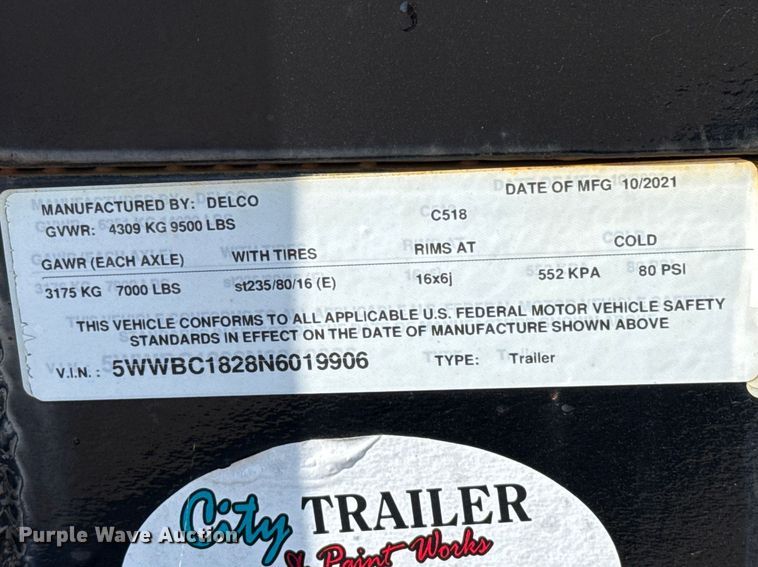 MANUFACTURED BY: DELCO
DATE OF MFG 10/2021
GVWR: 4309 KG 9500 LBS
C518
GAWR (EACH AXLE) WITH TIRES RIMS AT COLD
3175 KG 7000 LBS st235/80/16 (E) 16x6j 552 KPA 80 PSI
THIS VEHICLE CONFORMS TO ALL APPLICABLE U.S. FEDERAL MOTOR VEHICLE SAFETY
STANDARDS IN EFFECT ON THE DATE OF MANUFACTURE SHOWN ABOVE
V.I.N. : 5WWBC1828N6019906 TYPE: Trailer
City TRAILER
& Paint Works
Purple Wave Auction